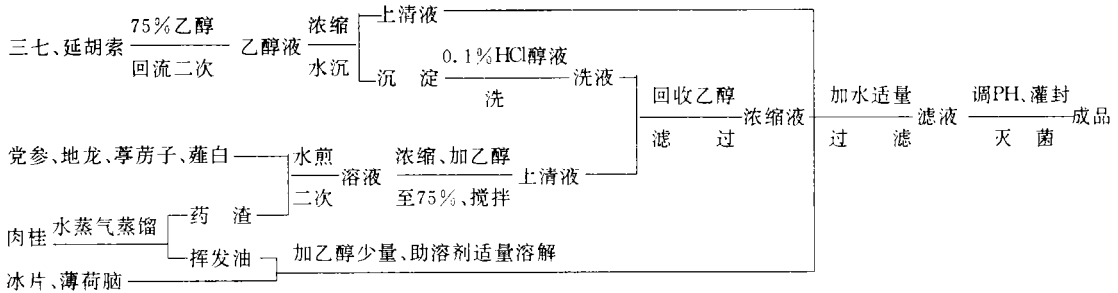 75%乙醇 浓缩 上清液
三七、延胡索 乙醇液
回流二次 水沉 0.1%HCl醇液
沉 淀 洗液
洗 回收乙醇 加水适量 调PH、灌封
浓缩液 滤液 成品
滤 过 过 滤 灭 菌
党参、地龙、葶苈子、薤白 水煎 浓缩、加乙醇
溶液 上清液
二次 至75%、搅拌
药 渣
肉桂 水蒸气蒸馏
挥发油 加乙醇少量、助溶剂适量溶解
冰片、薄荷脑